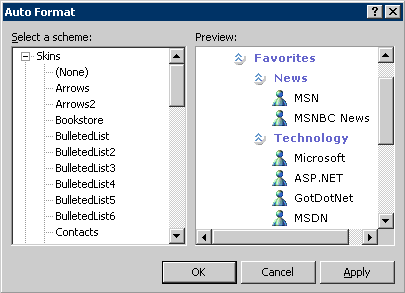 Auto Format
Select a scheme:
Skins
(None)
Arrows
Arrows2
Bookstore
BulletedList
BulletedList2
BulletedList3
BulletedList4
BulletedList5
BulletedList6
Contacts
Preview:
Favorites
News
MSN
MSNBC News
Technology
Microsoft
ASP.NET
GotDotNet
MSDN
OK
Cancel
Apply